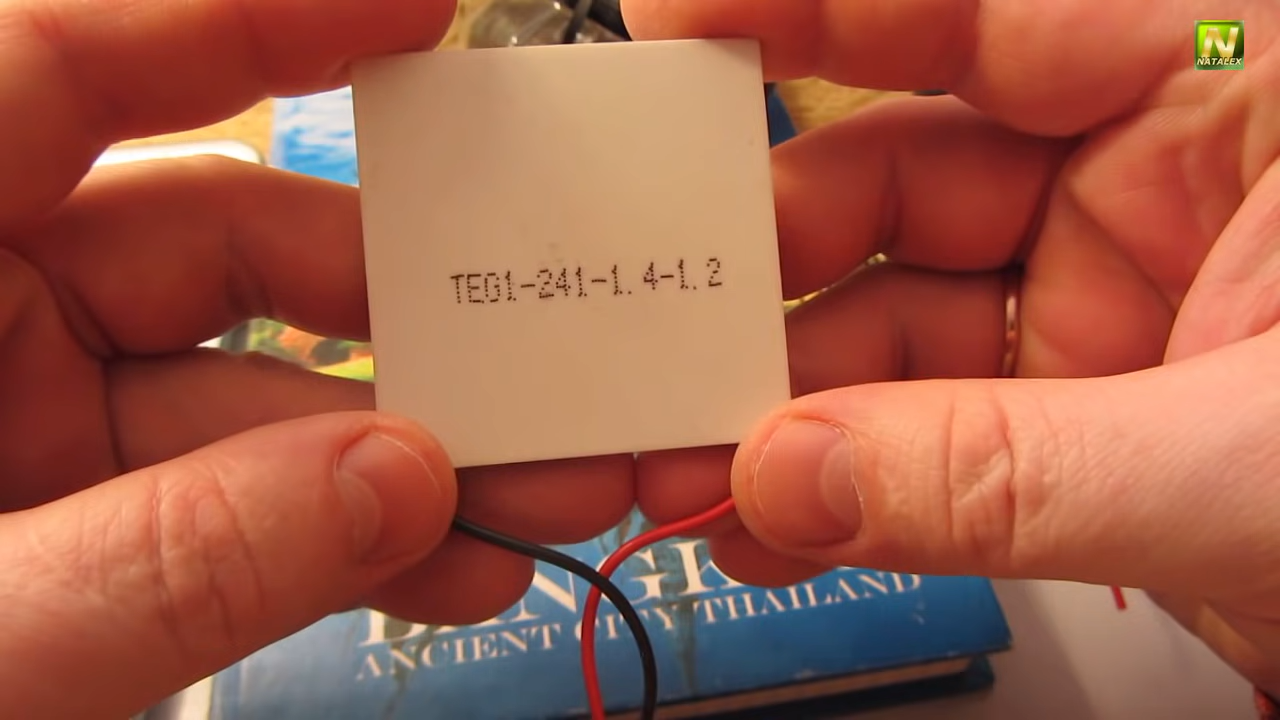 N
NATALEX
TEG1-241-1.4-1.2
ANCIENT CITY THAILAND